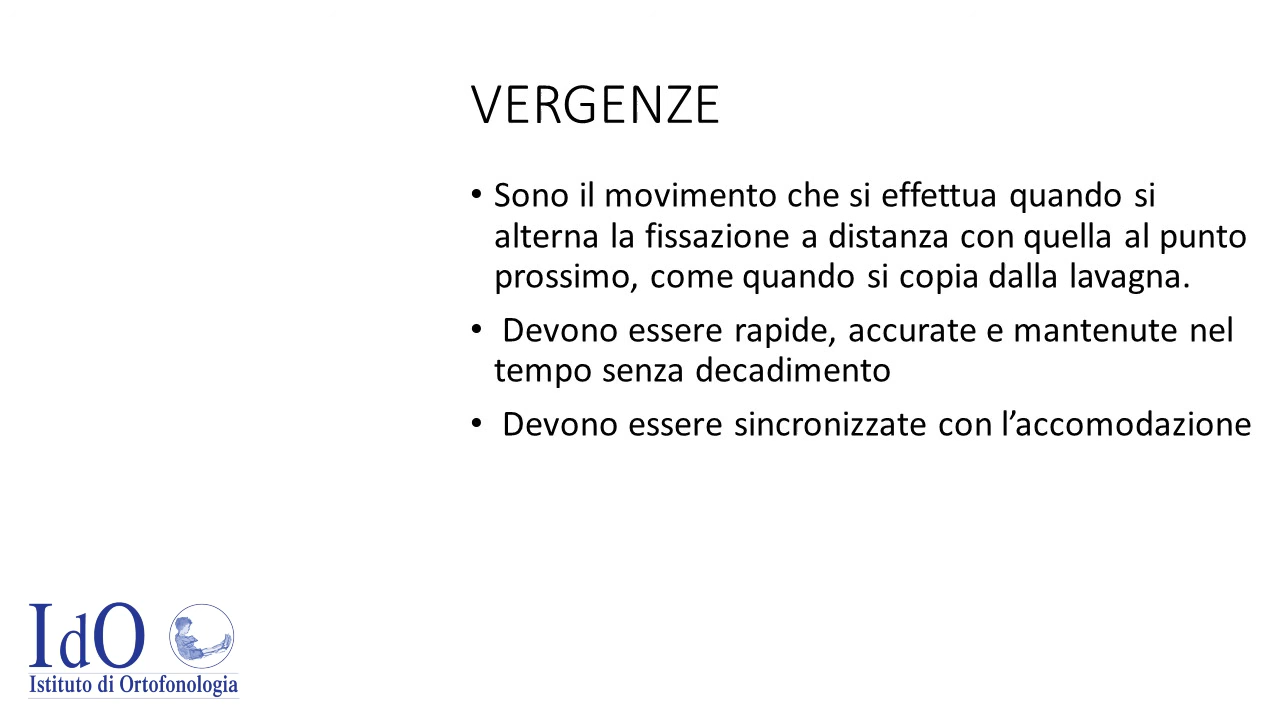 VERGENZE
• Sono il movimento che si effettua quando si
alterna la fissazione a distanza con quella al punto
prossimo, come quando si copia dalla lavagna.
• Devono essere rapide, accurate e mantenute nel
tempo senza decadimento
• Devono essere sincronizzate con l’accomodazione
IdO
Istituto di Ortofonologia